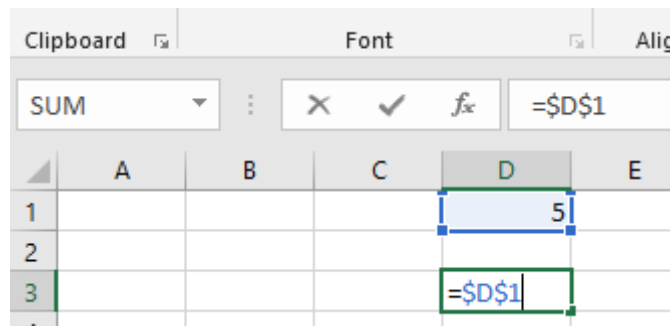 Clipboard Font Alig
SUM fx =$D$1
A B C D E
1 5
2
3 =$D$1